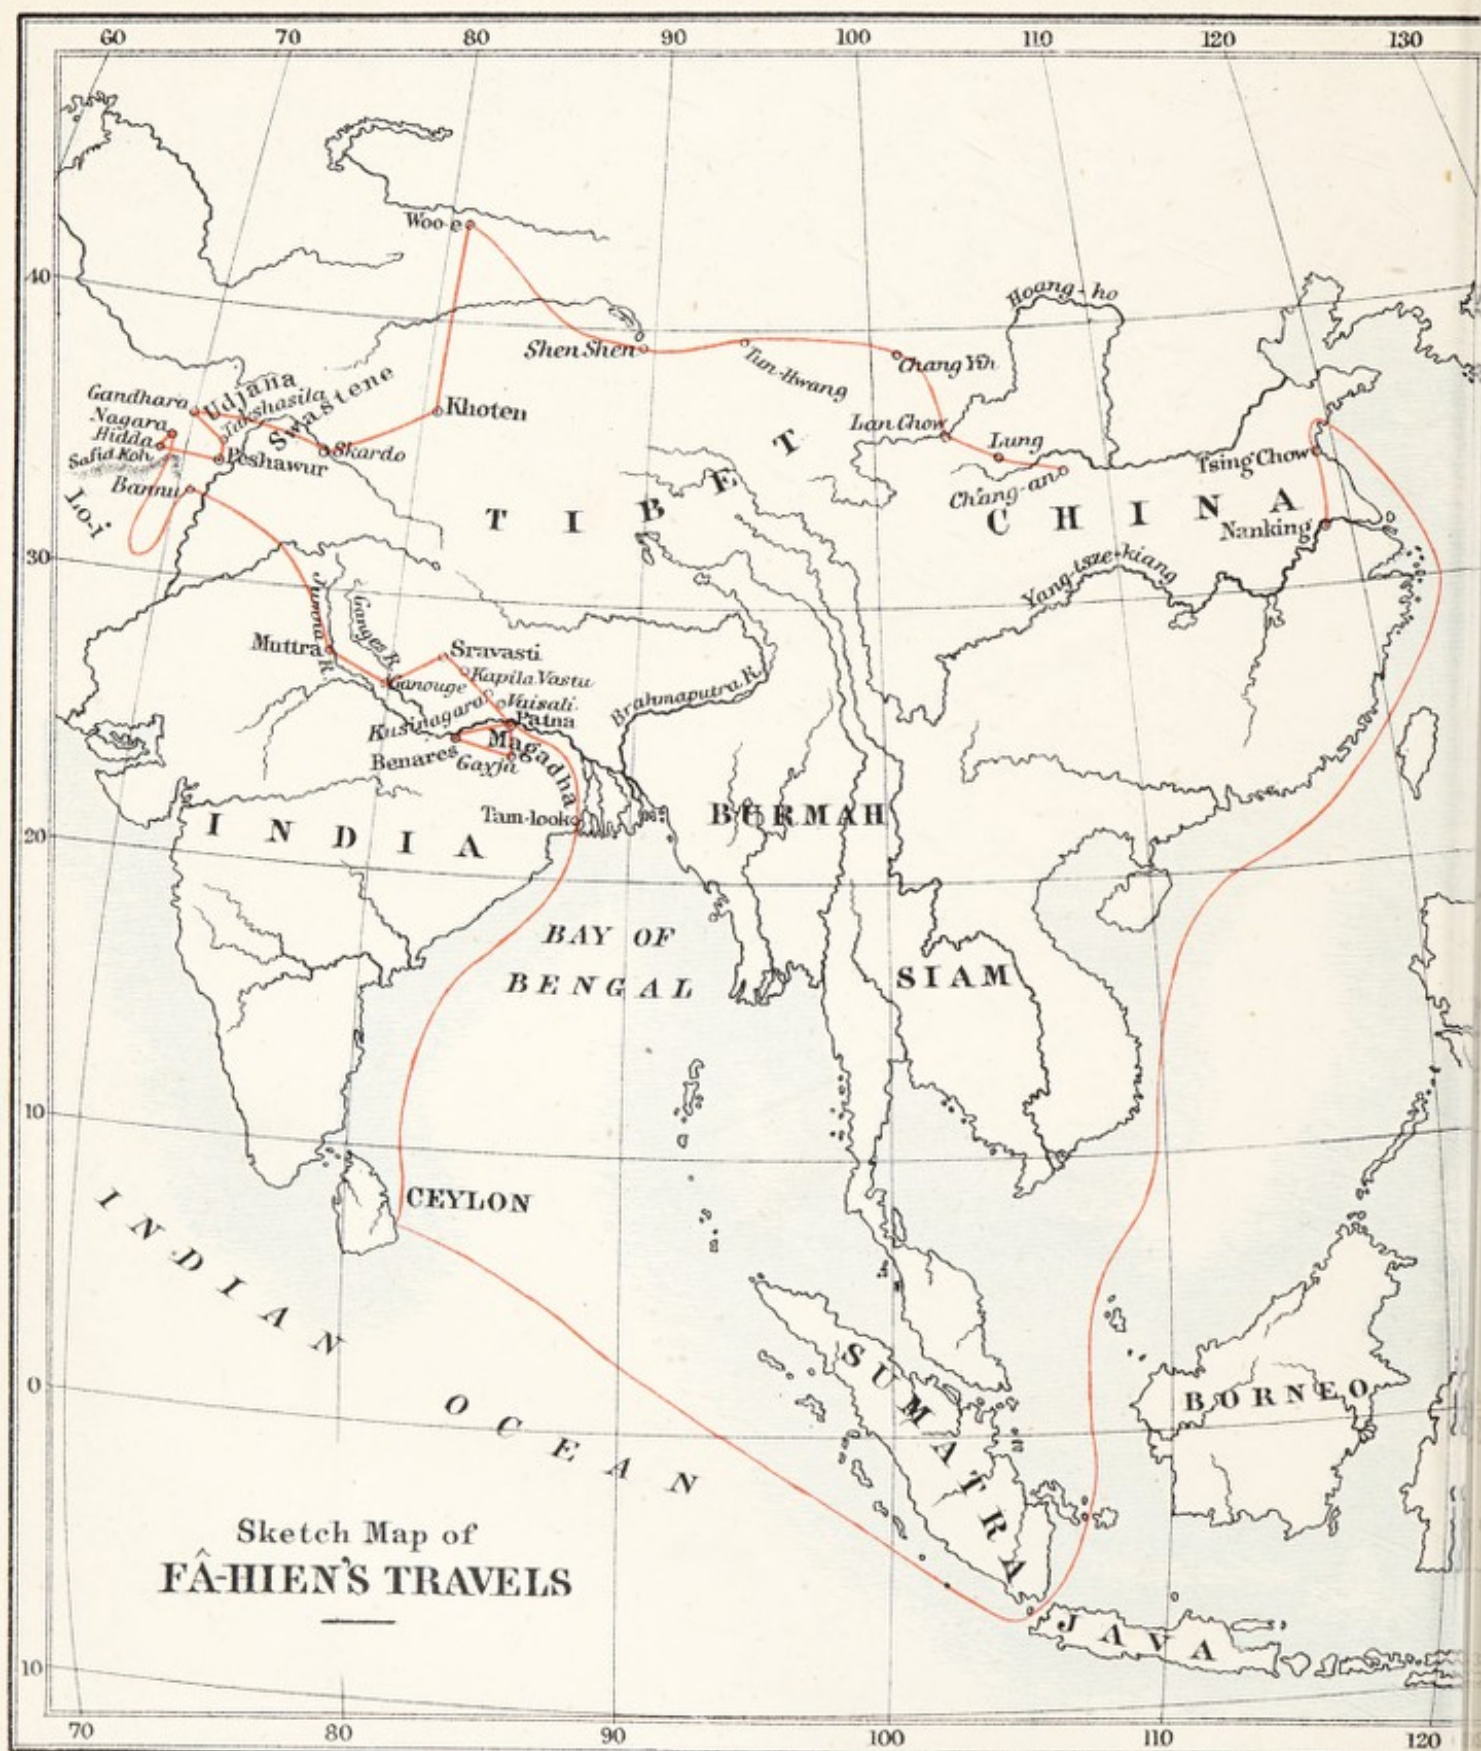 60 70 80 90 100 110 120 130
Woo-e
40
Hoang-ho
Shen Shen
Tun-Hwang
Chang Yih
Gandhara
Udjana
Takshasila
Swastene
Khoten
Nagara
Hidda
Safid Koh
Peshawur
Skardo
Lan Chow
Lung
Ch'ang-an
Tsing Chow
Bannu
Lo-i
TIBET
CHINA
Nanking
30
Yang-tsze-kiang
Jumna R.
Ganges R.
Muttra
Sravasti
Canouge
Kapila Vastu
Kusinagara
Vaisali
Patna
Brahmaputra R.
Benares
Magadha
Gayja
Tam-look
20
INDIA
BURMAH
BAY OF
BENGAL
SIAM
10
CEYLON
INDIAN
OCEAN
0
SUMATRA
BORNEO
Sketch Map of
FÂ-HIEN'S TRAVELS
JAVA
10
70 80 90 100 110 120